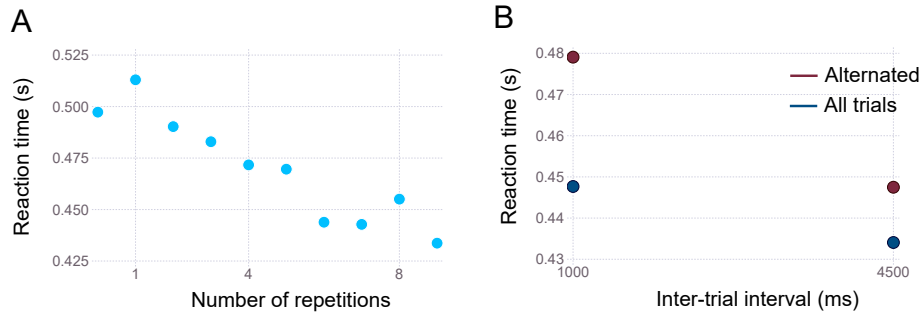 A
Reaction time (s)
0.525
0.500
0.475
0.450
0.425
1
4
8
Number of repetitions
B
Reaction time (s)
0.48
0.47
0.46
0.45
0.44
0.43
Alternated
All trials
1000
4500
Inter-trial interval (ms)